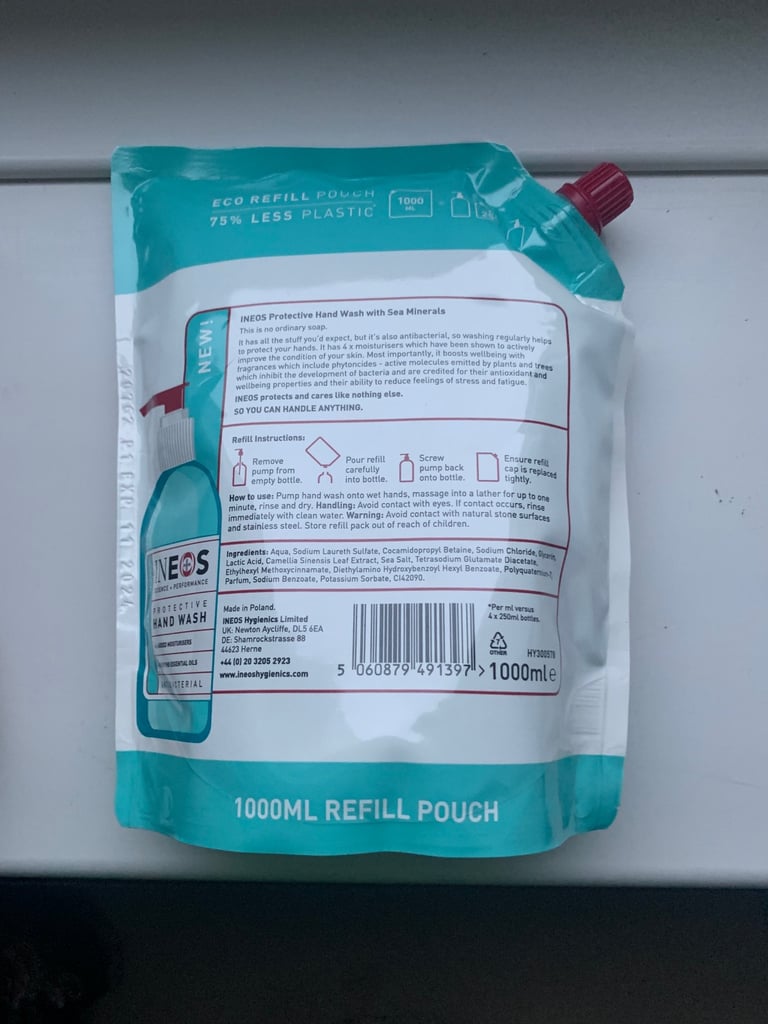 ECO REFILL POUCH
75% LESS PLASTIC
1000
ML
NEW!
INEOS Protective Hand Wash with Sea Minerals
This is no ordinary soap.
It has all the stuff you'd expect, but it's also antibacterial, so washing regularly helps
to protect your hands. It has 4 x moisturisers which have been shown to actively
improve the condition of your skin. Most importantly, it boosts wellbeing with
fragrances which include phytoncides - active molecules emitted by plants and trees
which inhibit the development of bacteria and are credited for their antioxidant and
wellbeing properties and their ability to reduce feelings of stress and fatigue.
INEOS protects and cares like nothing else.
SO YOU CAN HANDLE ANYTHING.
Refill Instructions:
Remove
pump from
empty bottle.
Pour refill
carefully
into bottle.
Screw
pump back
onto bottle.
Ensure refill
cap is replaced
tightly.
How to use: Pump hand wash onto wet hands, massage into a lather for up to one
minute, rinse and dry. Handling: Avoid contact with eyes. If contact occurs, rinse
immediately with clean water. Warning: Avoid contact with natural stone surfaces
and stainless steel. Store refill pack out of reach of children.
Ingredients: Aqua, Sodium Laureth Sulfate, Cocamidopropyl Betaine, Sodium Chloride, Glycerin,
Lactic Acid, Camellia Sinensis Leaf Extract, Sea Salt, Tetrasodium Glutamate Diacetate,
Ethylhexyl Methoxycinnamate, Diethylamino Hydroxybenzoyl Hexyl Benzoate, Polyquaternium-7,
Parfum, Sodium Benzoate, Potassium Sorbate, CI42090.
Made in Poland.
INEOS Hygienics Limited
UK: Newton Aycliffe, DL5 6EA
DE: Shamrockstrasse 88
44623 Herne
+44 (0) 20 3205 2923
www.ineoshygienics.com
5 060879 491397 >
*Per ml versus
4 x 250ml bottles.
7
OTHER
HY300578
1000ml e
INEOS
PERFORMANCE
PROTECTIVE
HAND WASH
MOISTURISERS
ESSENTIAL OILS
EXP 11 2024
1000ML REFILL POUCH